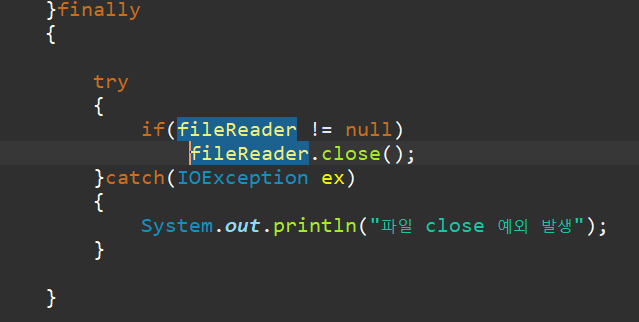 }finally
{
try
{
if(fileReader != null)
fileReader.close();
}catch(IOException ex)
{
System.out.println("파일 close 예외 발생");
}
}